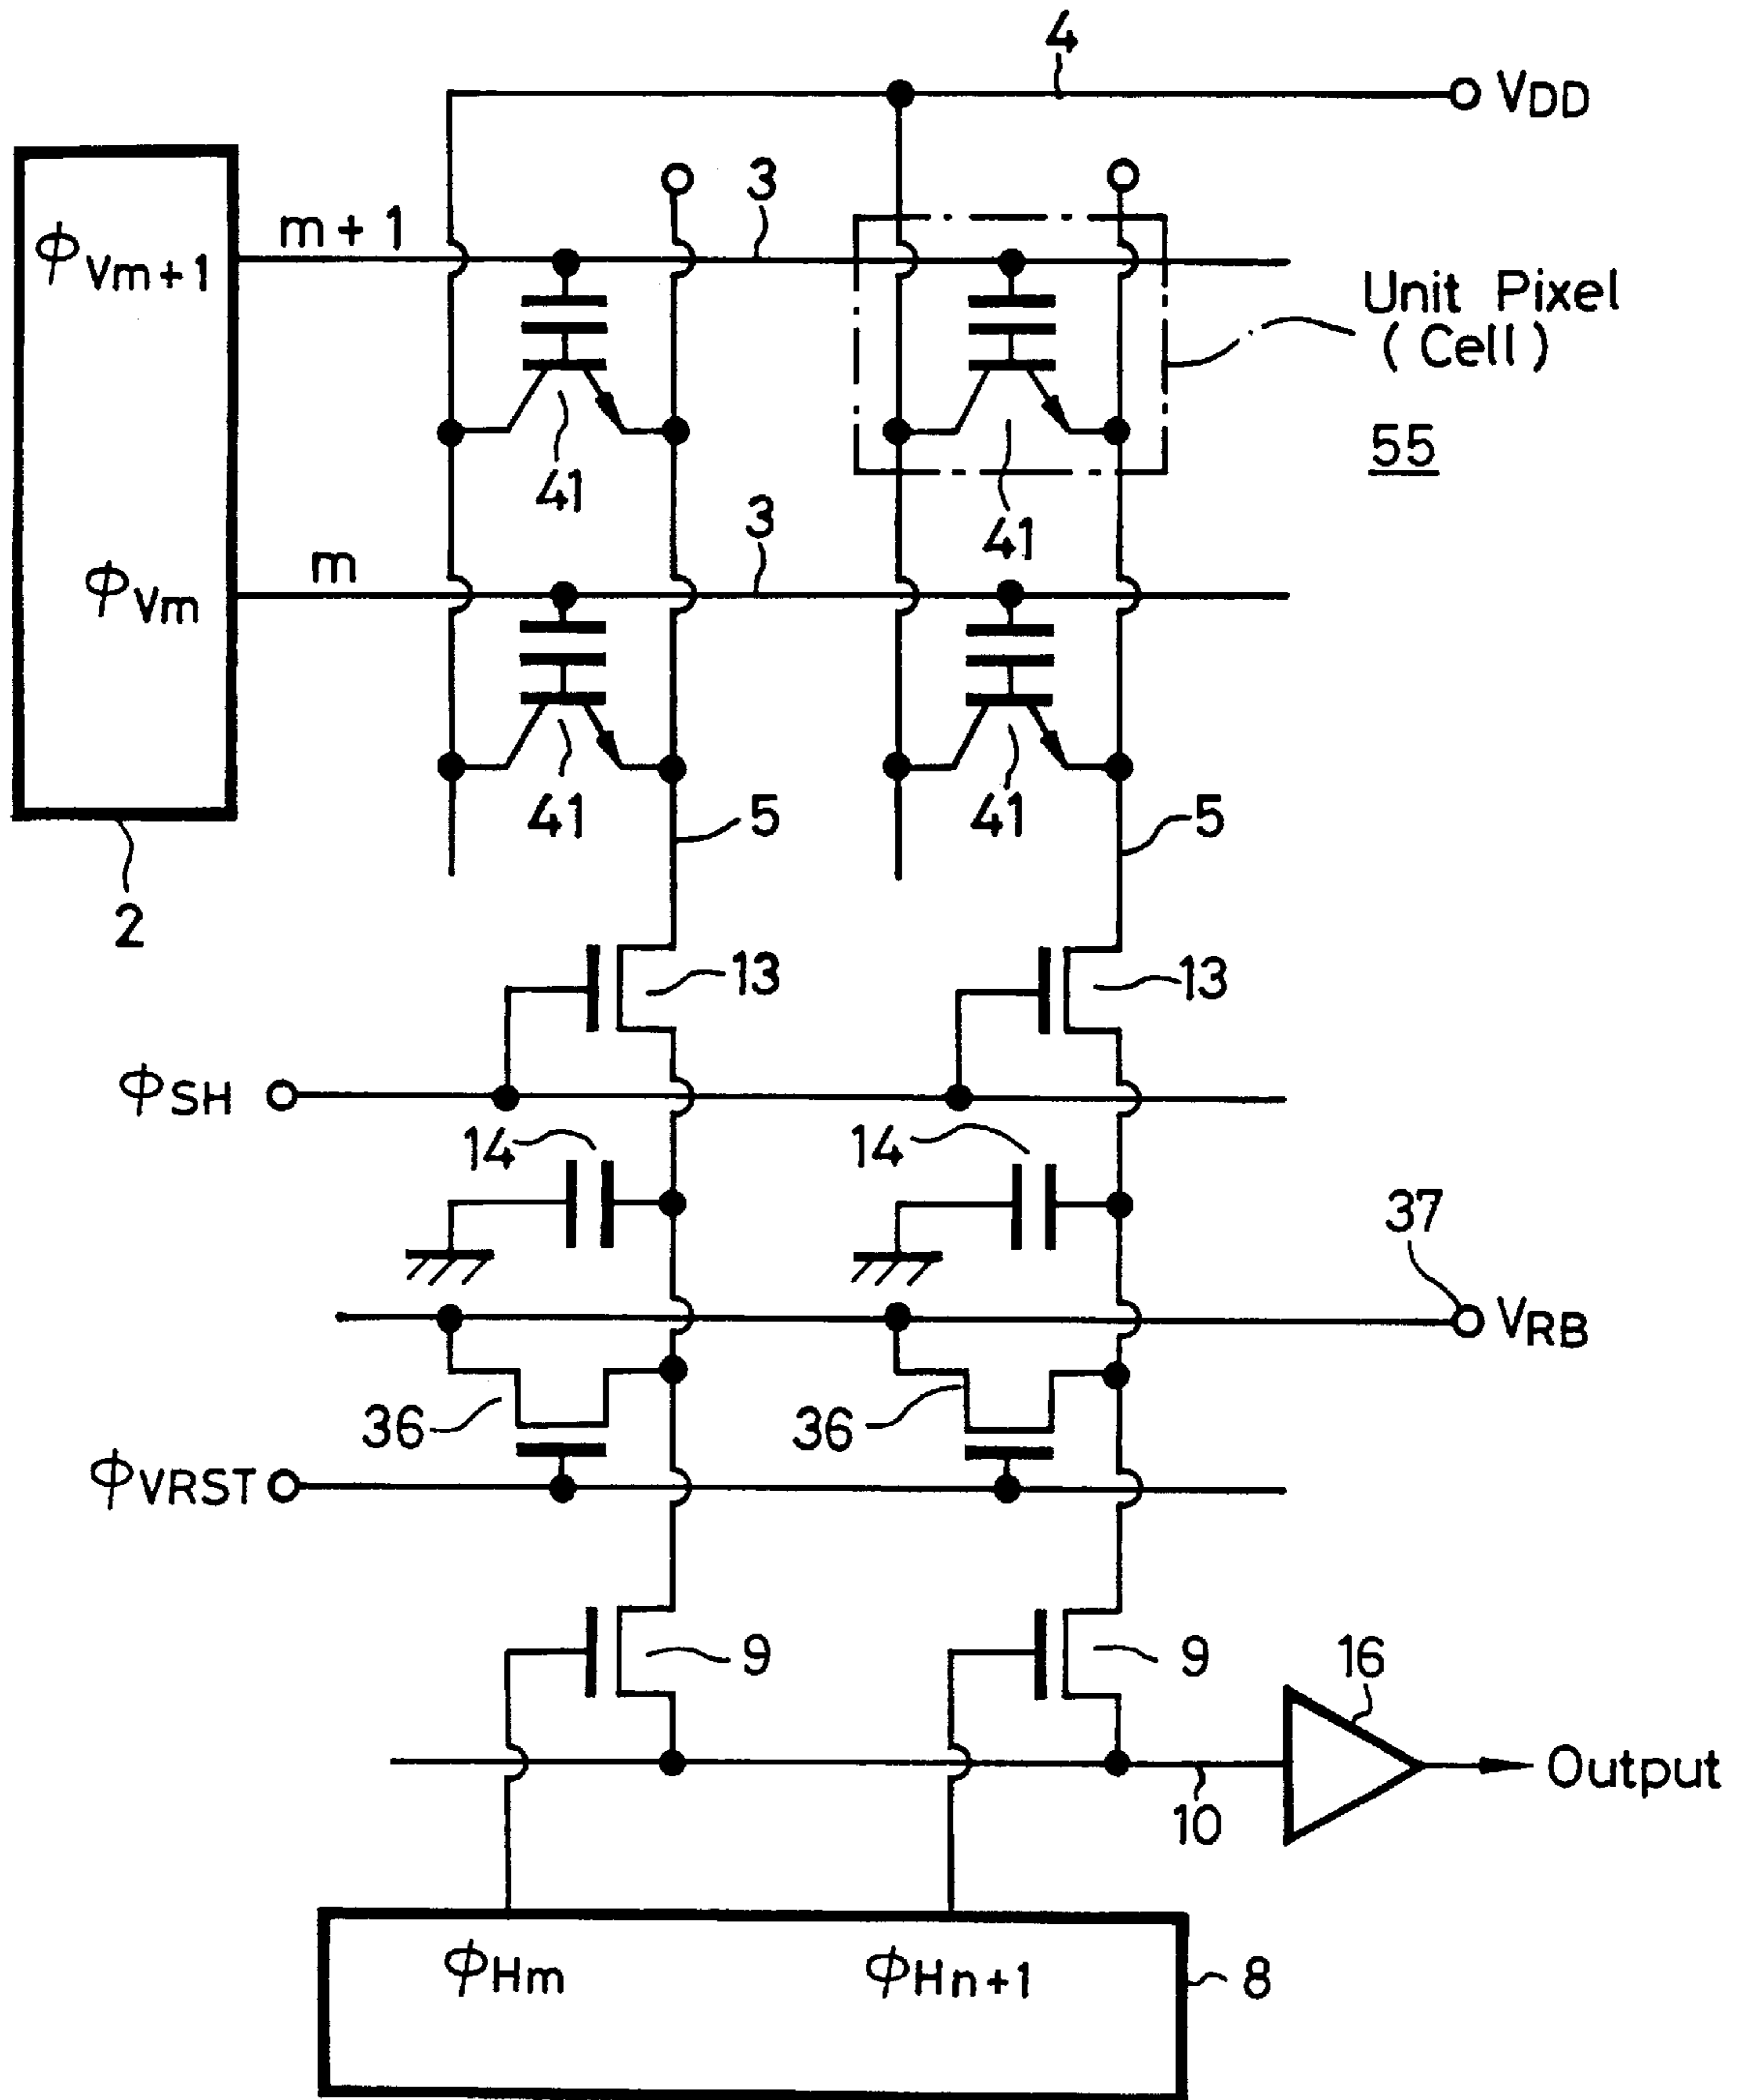 4
VDD
3
m+1
ϕVm+1
Unit Pixel
(Cell)
55
41
41
3
m
ϕVm
41
41
5
5
2
13
13
ϕSH
14
14
37
VRB
36
36
ϕVRST
9
9
16
Output
10
ϕHm
ϕHn+1
8